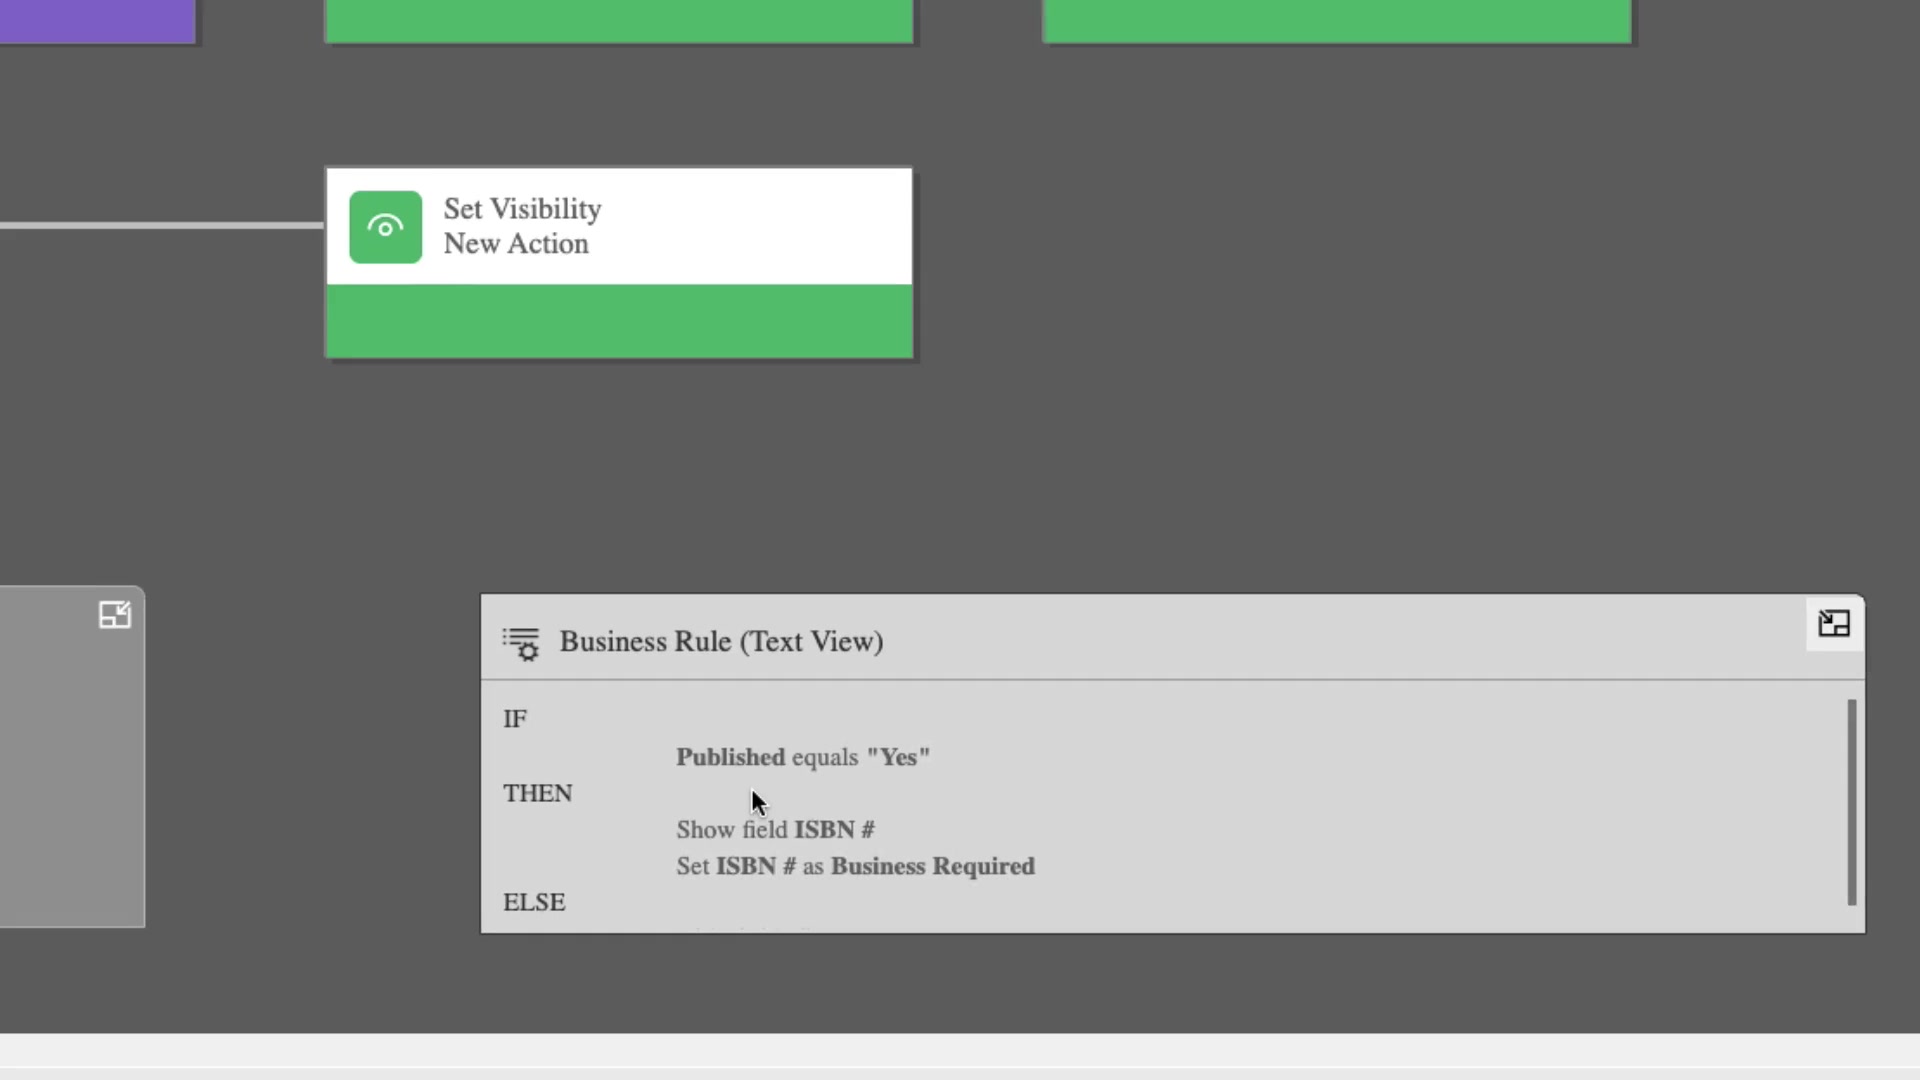 Set Visibility
New Action
Business Rule (Text View)
IF
Published equals "Yes"
THEN
Show field ISBN #
Set ISBN # as Business Required
ELSE